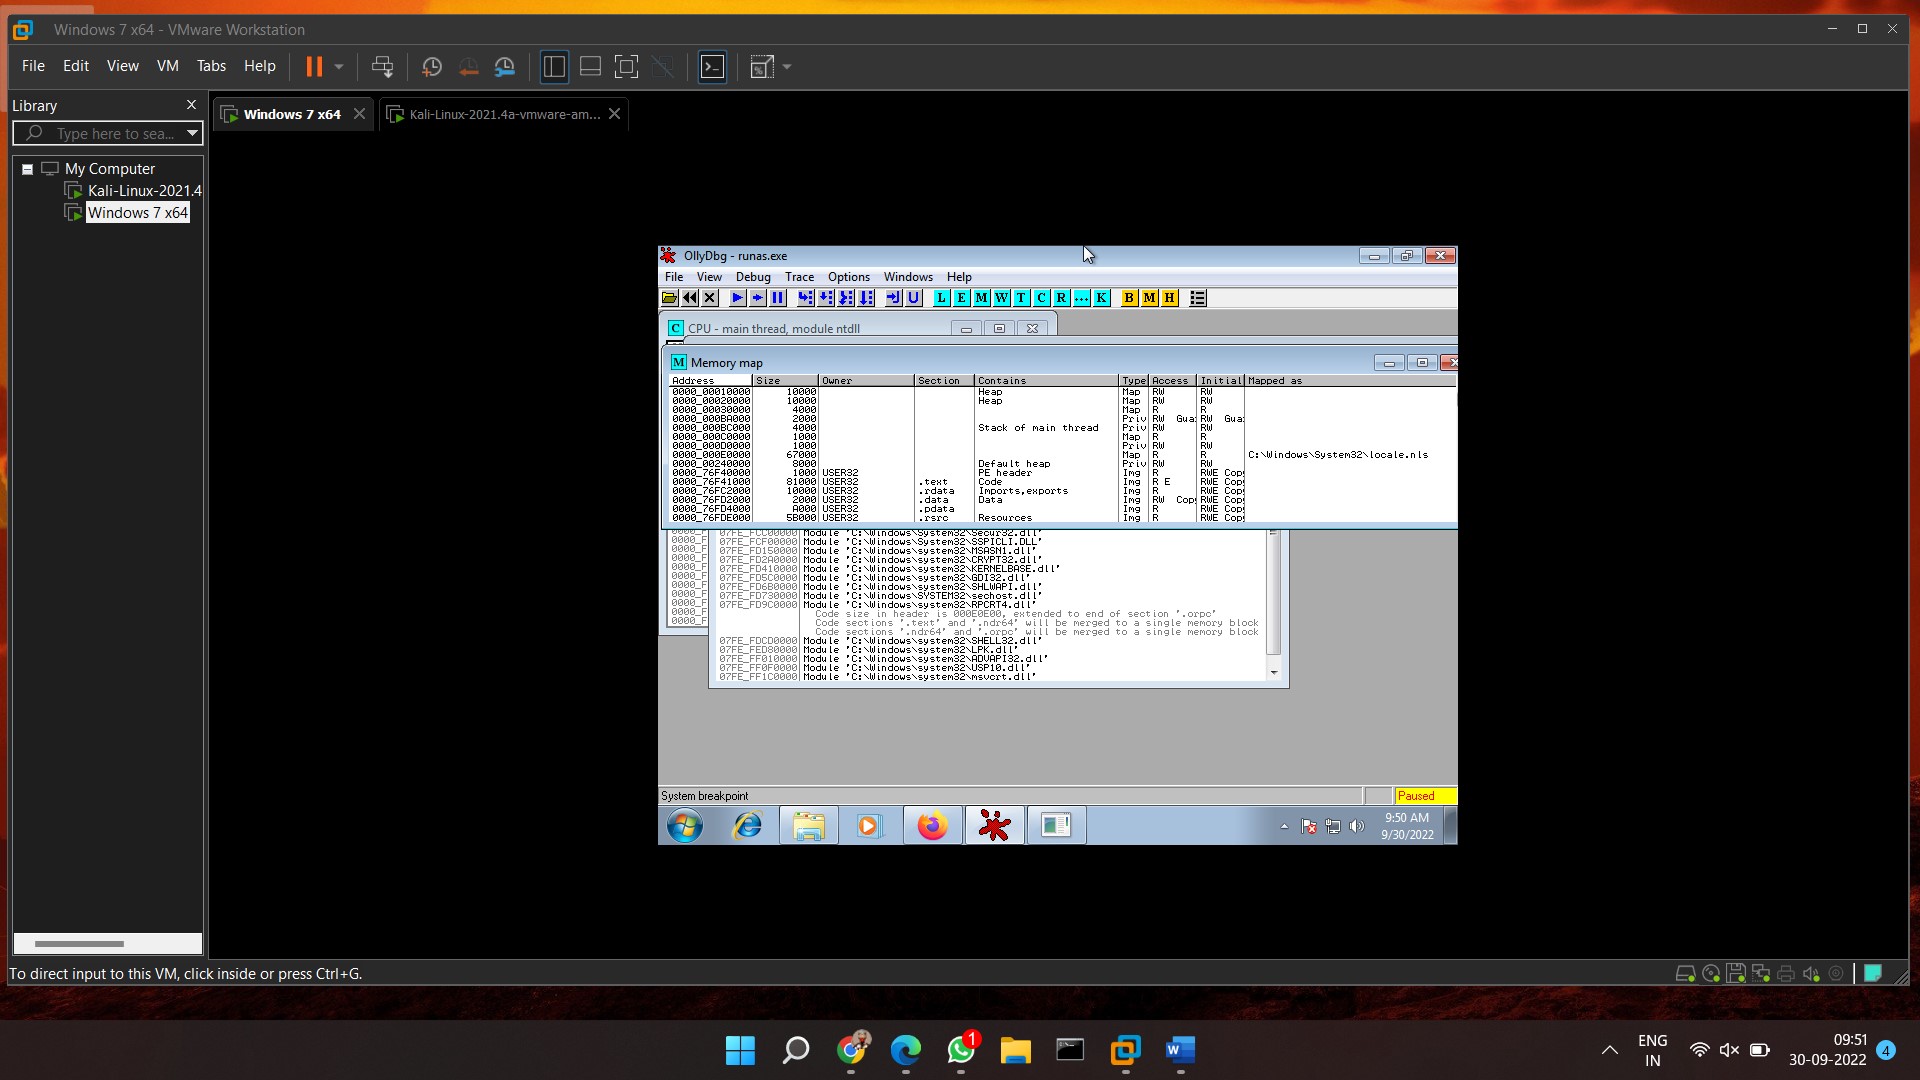 Windows 7 x64 - VMware Workstation
File Edit View VM Tabs Help
Library
Type here to sea...
My Computer
Kali-Linux-2021.4
Windows 7 x64
Windows 7 x64
Kali-Linux-2021.4a-vmware-am...
OllyDbg - runas.exe
File View Debug Trace Options Windows Help
L E M W T C R ... K B M H
C CPU - main thread, module ntdll
M Memory map
Address Size Owner Section Contains Type Access Initial Mapped as
0000_00010000 10000 Heap Map RW RW
0000_00020000 10000 Heap Map RW RW
0000_00030000 4000 Map R R
0000_000BA000 2000 Priv RW Gua RW Gua
0000_000BC000 4000 Stack of main thread Priv RW RW
0000_000C0000 1000 Map R R
0000_000D0000 1000 Priv RW RW
0000_000E0000 67000 Map R R C:\Windows\System32\locale.nls
0000_00240000 8000 Default heap Priv RW RW
0000_76F40000 1000 USER32 PE header Img R RWE Copy
0000_76F41000 81000 USER32 .text Code Img R E RWE Copy
0000_76FC2000 10000 USER32 .rdata Imports,exports Img R RWE Copy
0000_76FD2000 2000 USER32 .data Data Img RW Copy RWE Copy
0000_76FD4000 A000 USER32 .pdata Img R RWE Copy
0000_76FDE000 5B000 USER32 .rsrc Resources Img R RWE Copy
07FE_FCC00000 Module 'C:\Windows\System32\Secur32.dll'
07FE_FCF00000 Module 'C:\Windows\System32\SSPICLI.DLL'
07FE_FD150000 Module 'C:\Windows\system32\MSASN1.dll'
07FE_FD2A0000 Module 'C:\Windows\system32\CRYPT32.dll'
07FE_FD410000 Module 'C:\Windows\system32\KERNELBASE.dll'
07FE_FD5C0000 Module 'C:\Windows\system32\GDI32.dll'
07FE_FD6B0000 Module 'C:\Windows\system32\SHLWAPI.dll'
07FE_FD730000 Module 'C:\Windows\SYSTEM32\sechost.dll'
07FE_FD9C0000 Module 'C:\Windows\system32\RPCRT4.dll'
Code size in header is 000E0E00, extended to end of section '.orpc'
Code sections '.text' and '.ndr64' will be merged to a single memory block
Code sections '.ndr64' and '.orpc' will be merged to a single memory block
07FE_FDCD0000 Module 'C:\Windows\system32\SHELL32.dll'
07FE_FED80000 Module 'C:\Windows\system32\LPK.dll'
07FE_FF010000 Module 'C:\Windows\system32\ADVAPI32.dll'
07FE_FF0F0000 Module 'C:\Windows\system32\USP10.dll'
07FE_FF1C0000 Module 'C:\Windows\system32\msvcrt.dll'
System breakpoint
Paused
9:50 AM
9/30/2022
To direct input to this VM, click inside or press Ctrl+G.
1
ENG
IN
09:51
30-09-2022
4